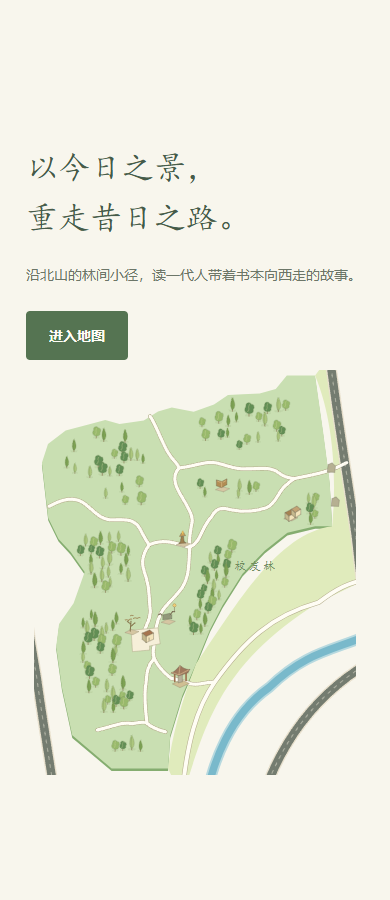 以今日之景，
重走昔日之路。
沿北山的林间小径，读一代人带着书本向西走的故事。
进入地图
校友林